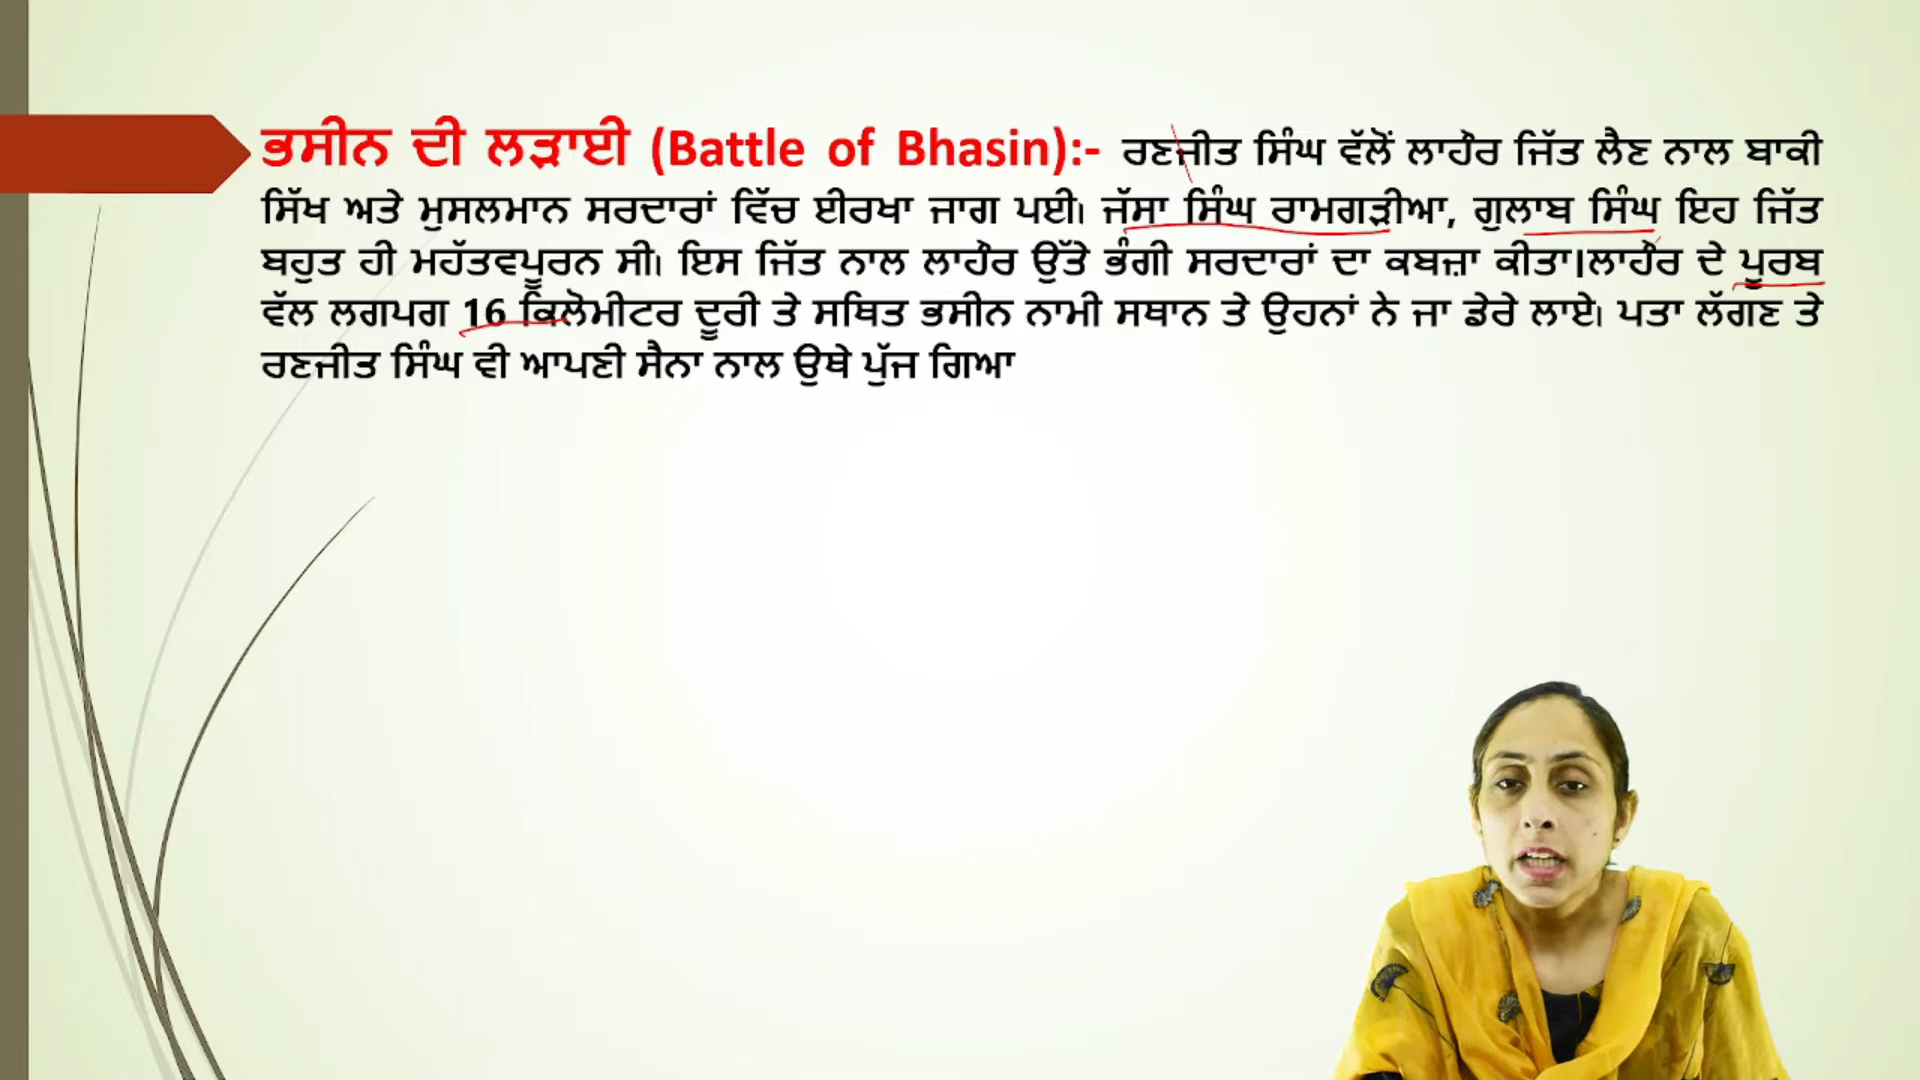 ਭਸੀਨ ਦੀ ਲੜਾਈ (Battle of Bhasin):- ਰਣਜੀਤ ਸਿੰਘ ਵੱਲੋਂ ਲਾਹੌਰ ਜਿੱਤ ਲੈਣ ਨਾਲ ਬਾਕੀ
ਸਿੱਖ ਅਤੇ ਮੁਸਲਮਾਨ ਸਰਦਾਰਾਂ ਵਿੱਚ ਈਰਖਾ ਜਾਗ ਪਈ। ਜੱਸਾ ਸਿੰਘ ਰਾਮਗੜੀਆ, ਗੁਲਾਬ ਸਿੰਘ ਇਹ ਜਿੱਤ
ਬਹੁਤ ਹੀ ਮਹੱਤਵਪੂਰਨ ਸੀ। ਇਸ ਜਿੱਤ ਨਾਲ ਲਾਹੌਰ ਉੱਤੇ ਭੰਗੀ ਸਰਦਾਰਾਂ ਦਾ ਕਬਜ਼ਾ ਕੀਤਾ।ਲਾਹੌਰ ਦੇ ਪੂਰਬ
ਵੱਲ ਲਗਪਗ 16 ਕਿਲੋਮੀਟਰ ਦੂਰੀ ਤੇ ਸਥਿਤ ਭਸੀਨ ਨਾਮੀ ਸਥਾਨ ਤੇ ਉਹਨਾਂ ਨੇ ਜਾ ਡੇਰੇ ਲਾਏ। ਪਤਾ ਲੱਗਣ ਤੇ
ਰਣਜੀਤ ਸਿੰਘ ਵੀ ਆਪਣੀ ਸੈਨਾ ਨਾਲ ਉਥੇ ਪੁੱਜ ਗਿਆ